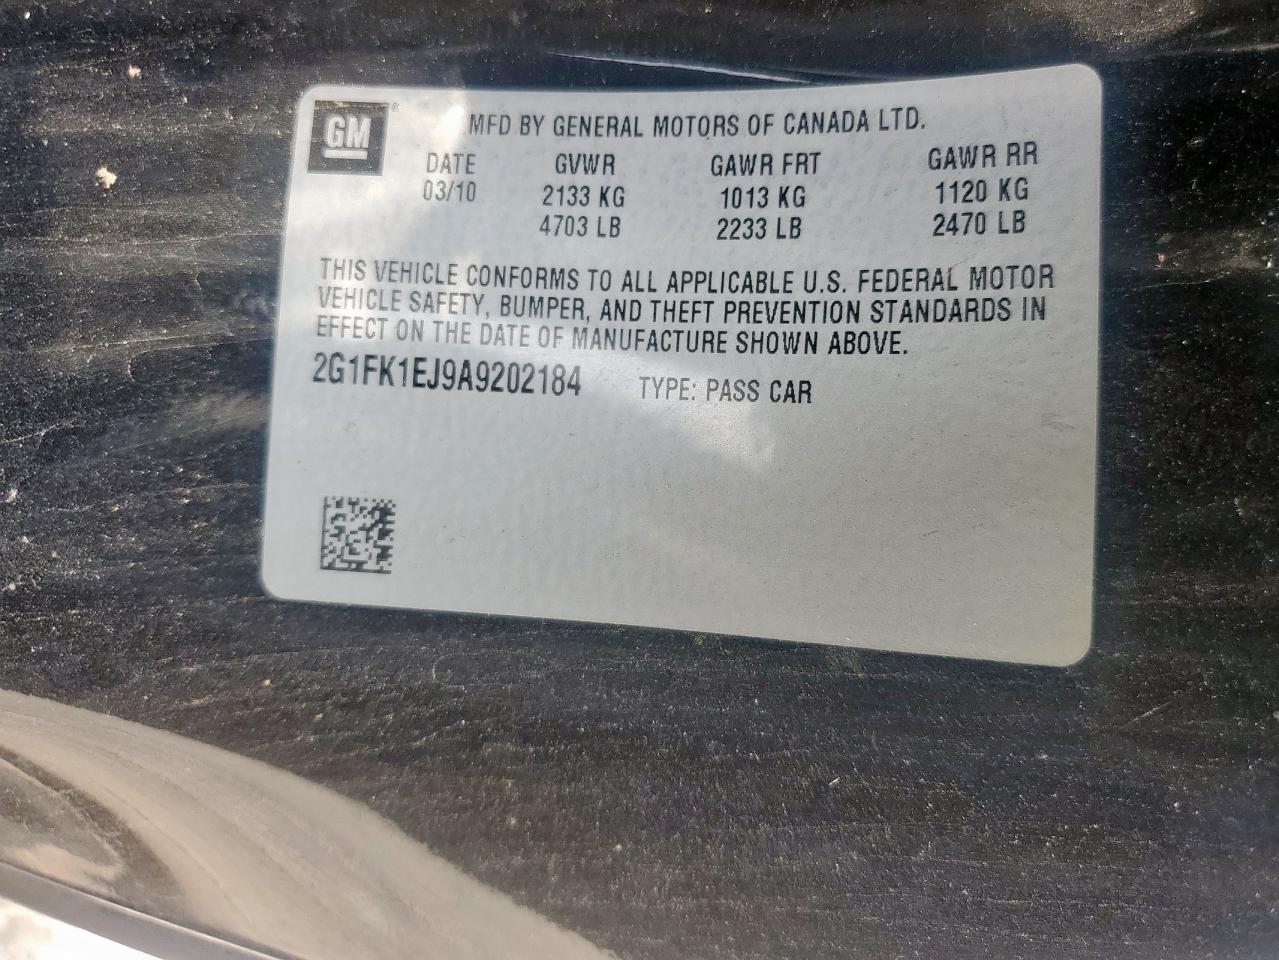 GM® MFD BY GENERAL MOTORS OF CANADA LTD.
DATE GVWR GAWR FRT GAWR RR
03/10 2133 KG 1013 KG 1120 KG
4703 LB 2233 LB 2470 LB
THIS VEHICLE CONFORMS TO ALL APPLICABLE U.S. FEDERAL MOTOR
VEHICLE SAFETY, BUMPER, AND THEFT PREVENTION STANDARDS IN
EFFECT ON THE DATE OF MANUFACTURE SHOWN ABOVE.
2G1FK1EJ9A9202184 TYPE: PASS CAR